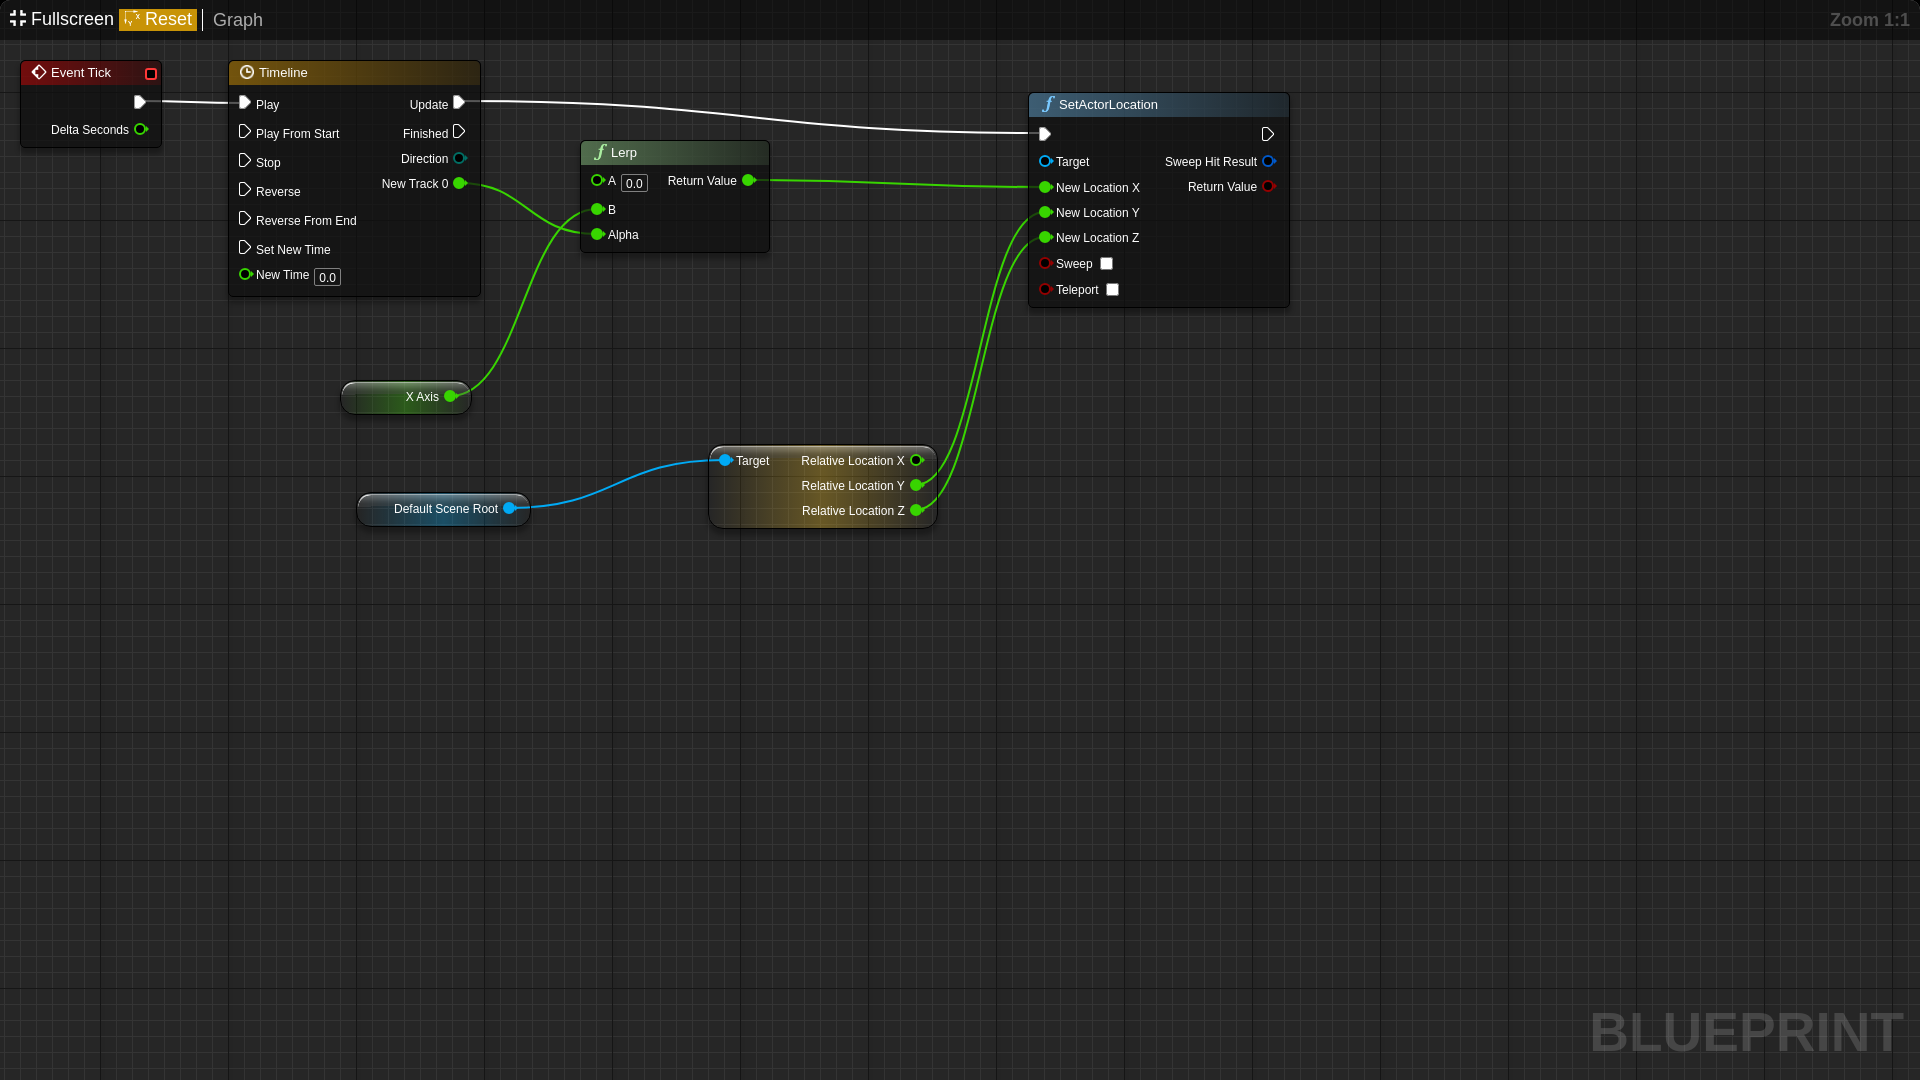 Fullscreen Reset Graph Zoom 1:1
Event Tick
Delta Seconds
Timeline
Play Update
Play From Start Finished
Stop Direction
Reverse New Track 0
Reverse From End
Set New Time
New Time 0.0
Lerp
A 0.0 Return Value
B
Alpha
SetActorLocation
Target Sweep Hit Result
New Location X Return Value
New Location Y
New Location Z
Sweep
Teleport
X Axis
Default Scene Root
Target Relative Location X
Relative Location Y
Relative Location Z
BLUEPRINT